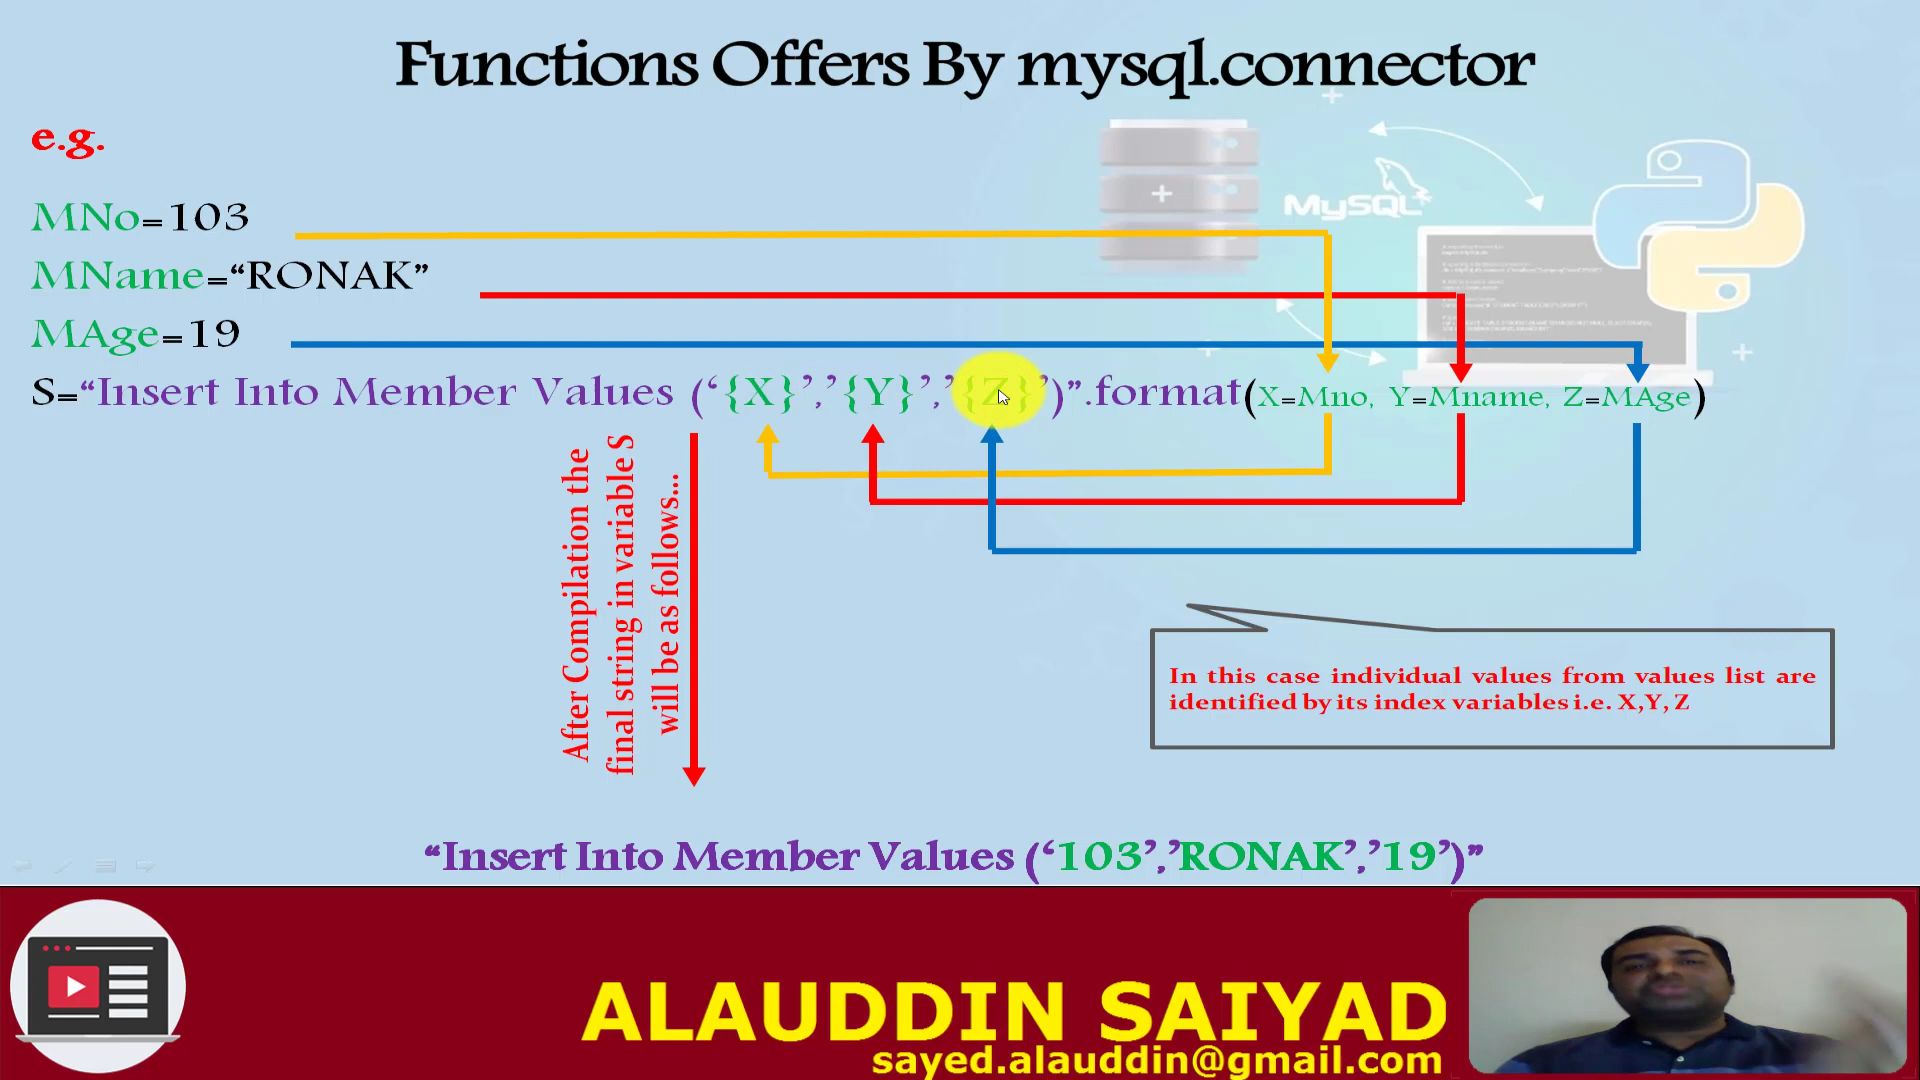 Functions Offers By mysql.connector
e.g.
MNo=103
MName=“RONAK”
MAge=19
S=“Insert Into Member Values (‘{X}’,’{Y}’,’{Z}’)”.format(X=Mno, Y=Mname, Z=MAge)
After Compilation the
final string in variable S
will be as follows...
In this case individual values from values list are
identified by its index variables i.e. X,Y, Z
“Insert Into Member Values (‘103’,’RONAK’,’19’)”
MySQL
ALAUDDIN SAIYAD
sayed.alauddin@gmail.com